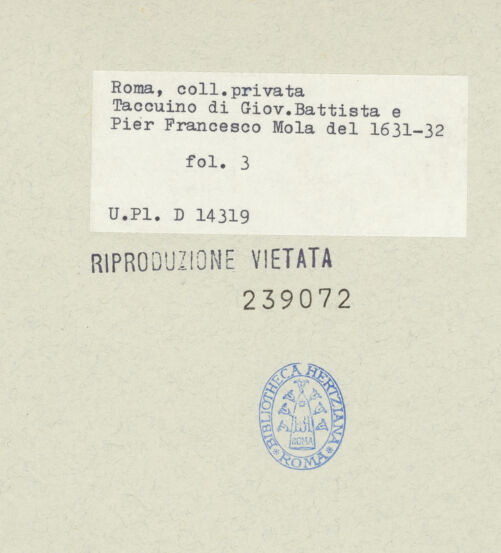 Roma, coll.privata
Taccuino di Giov.Battista e
Pier Francesco Mola del 1631-32
fol. 3
U.Pl. D 14319
RIPRODUZIONE VIETATA
239072
BIBLIOTHECA HERTZIANA
ROMA
*ROMA*